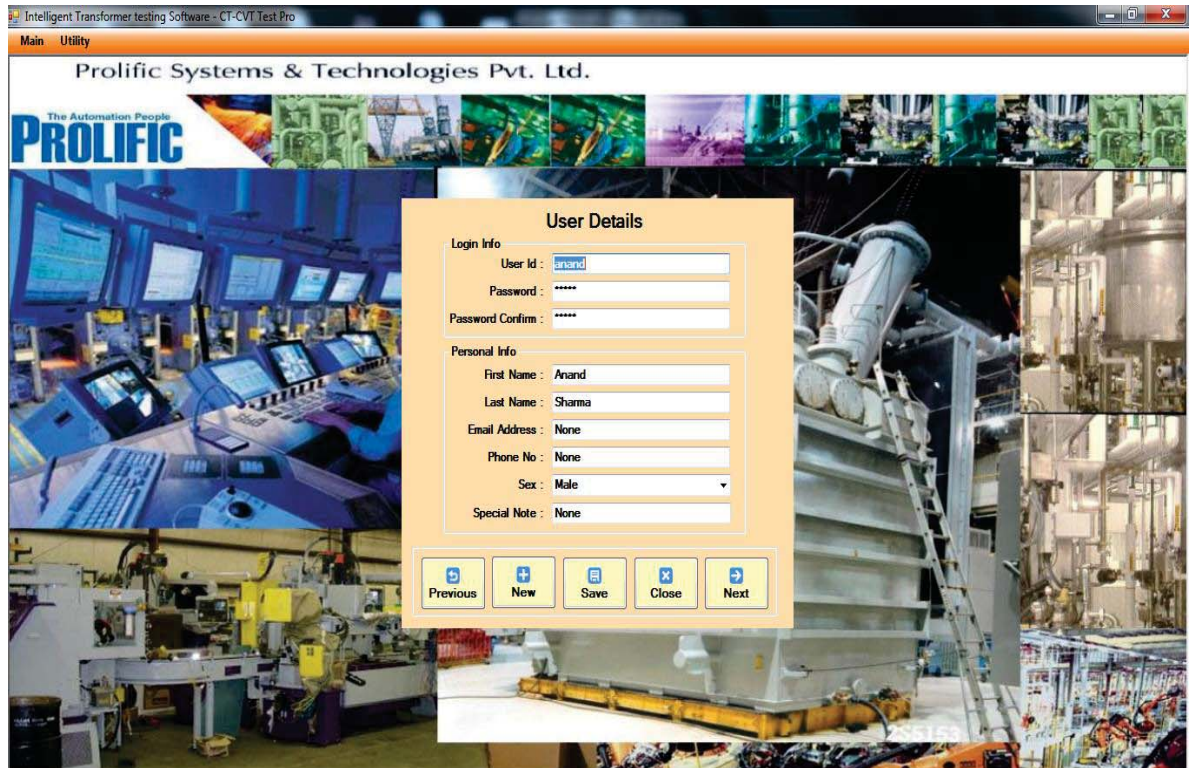 Intelligent Transformer testing Software - CT-CVT Test Pro
Main Utility
Prolific Systems & Technologies Pvt. Ltd.
The Automation People
PROLIFIC
User Details
Login Info
User Id : anand
Password : *****
Password Confirm : *****
Personal Info
First Name : Anand
Last Name : Sharma
Email Address : None
Phone No : None
Sex : Male
Special Note : None
Previous New Save Close Next
2S5153